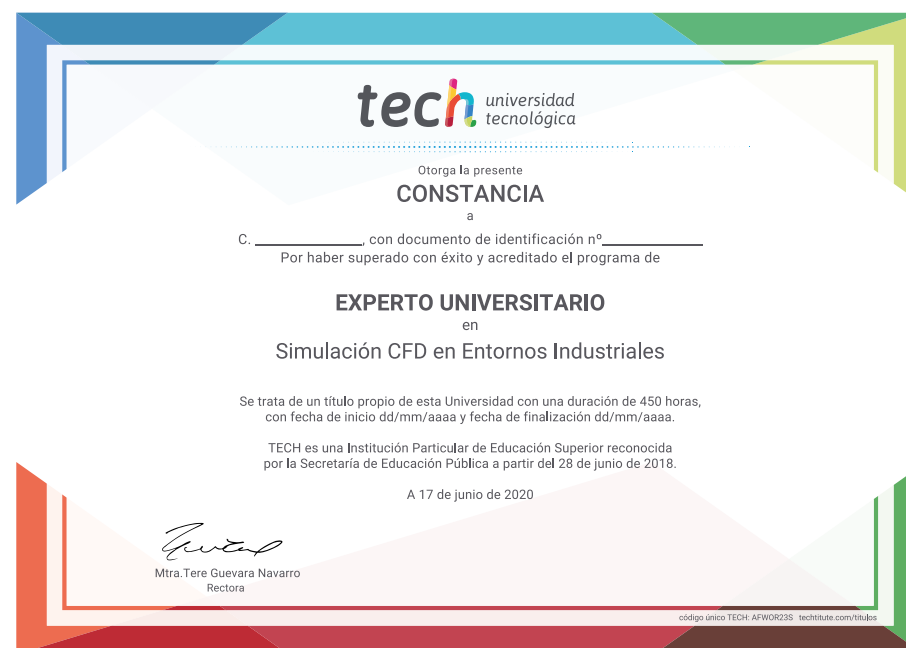 tech universidad
tecnológica
Otorga la presente
CONSTANCIA
a
C. ______________, con documento de identificación nº_____________
Por haber superado con éxito y acreditado el programa de
EXPERTO UNIVERSITARIO
en
Simulación CFD en Entornos Industriales
Se trata de un título propio de esta Universidad con una duración de 450 horas,
con fecha de inicio dd/mm/aaaa y fecha de finalización dd/mm/aaaa.
TECH es una Institución Particular de Educación Superior reconocida
por la Secretaría de Educación Pública a partir del 28 de junio de 2018.
A 17 de junio de 2020
Mtra.Tere Guevara Navarro
Rectora
código único TECH: AFWOR23S techtitute.com/titulos